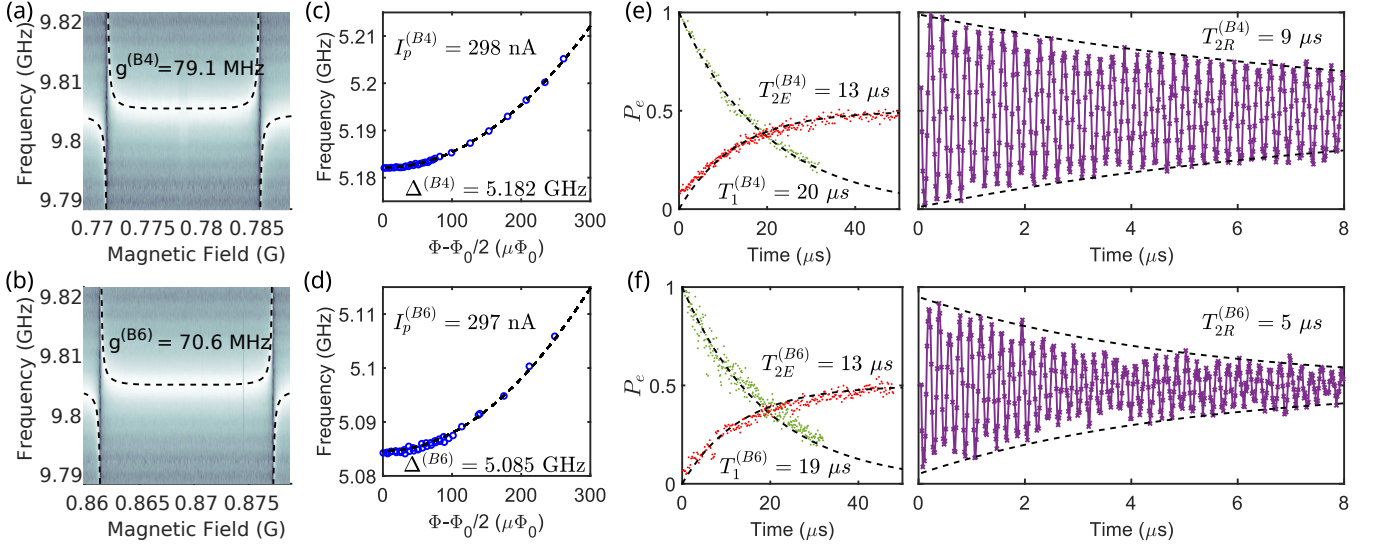 (a)
9.82
9.81
9.8
9.79
Frequency (GHz)
g(B4)=79.1 MHz
0.77 0.775 0.78 0.785
Magnetic Field (G)
(c)
5.21
5.2
5.19
5.18
Frequency (GHz)
I_p^(B4) = 298 nA
Δ^(B4) = 5.182 GHz
0 100 200 300
Φ-Φ₀/2 (μΦ₀)
(e)
1
0.5
0
P_e
T_2E^(B4) = 13 μs
T_1^(B4) = 20 μs
0 20 40
Time (μs)
T_2R^(B4) = 9 μs
0 2 4 6 8
Time (μs)
(b)
9.82
9.81
9.8
9.79
Frequency (GHz)
g(B6) = 70.6 MHz
0.86 0.865 0.87 0.875
Magnetic Field (G)
(d)
5.11
5.1
5.09
5.08
Frequency (GHz)
I_p^(B6) = 297 nA
Δ^(B6) = 5.085 GHz
0 100 200 300
Φ-Φ₀/2 (μΦ₀)
(f)
1
0.5
0
P_e
T_2E^(B6) = 13 μs
T_1^(B6) = 19 μs
0 20 40
Time (μs)
T_2R^(B6) = 5 μs
0 2 4 6 8
Time (μs)